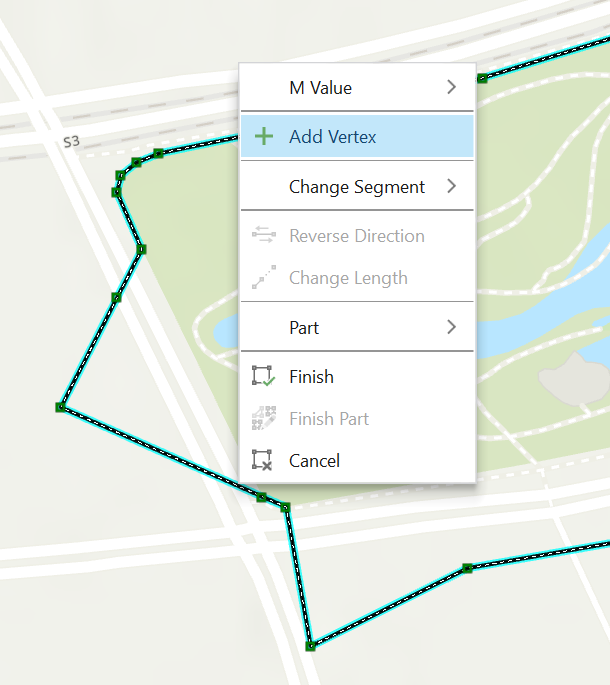 M Value
Add Vertex
S3
Change Segment
Reverse Direction
Change Length
Part
Finish
Finish Part
Cancel